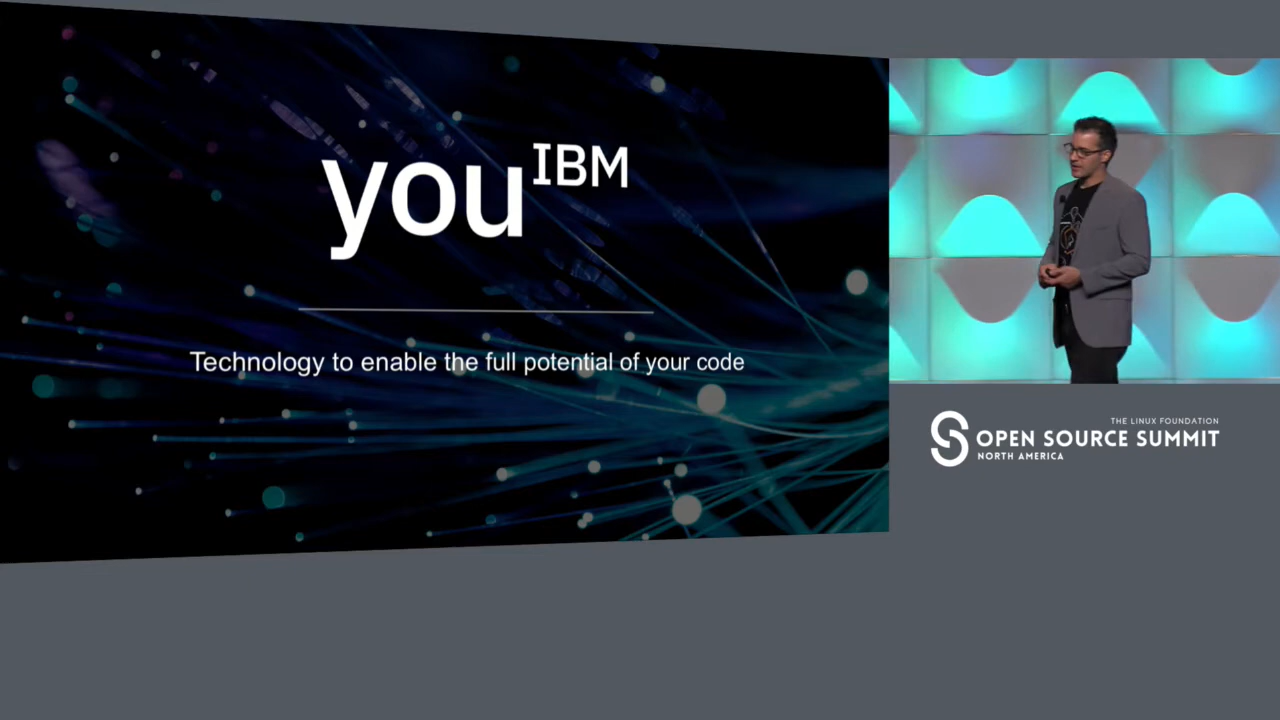 you IBM
Technology to enable the full potential of your code
THE LINUX FOUNDATION
OPEN SOURCE SUMMIT
NORTH AMERICA